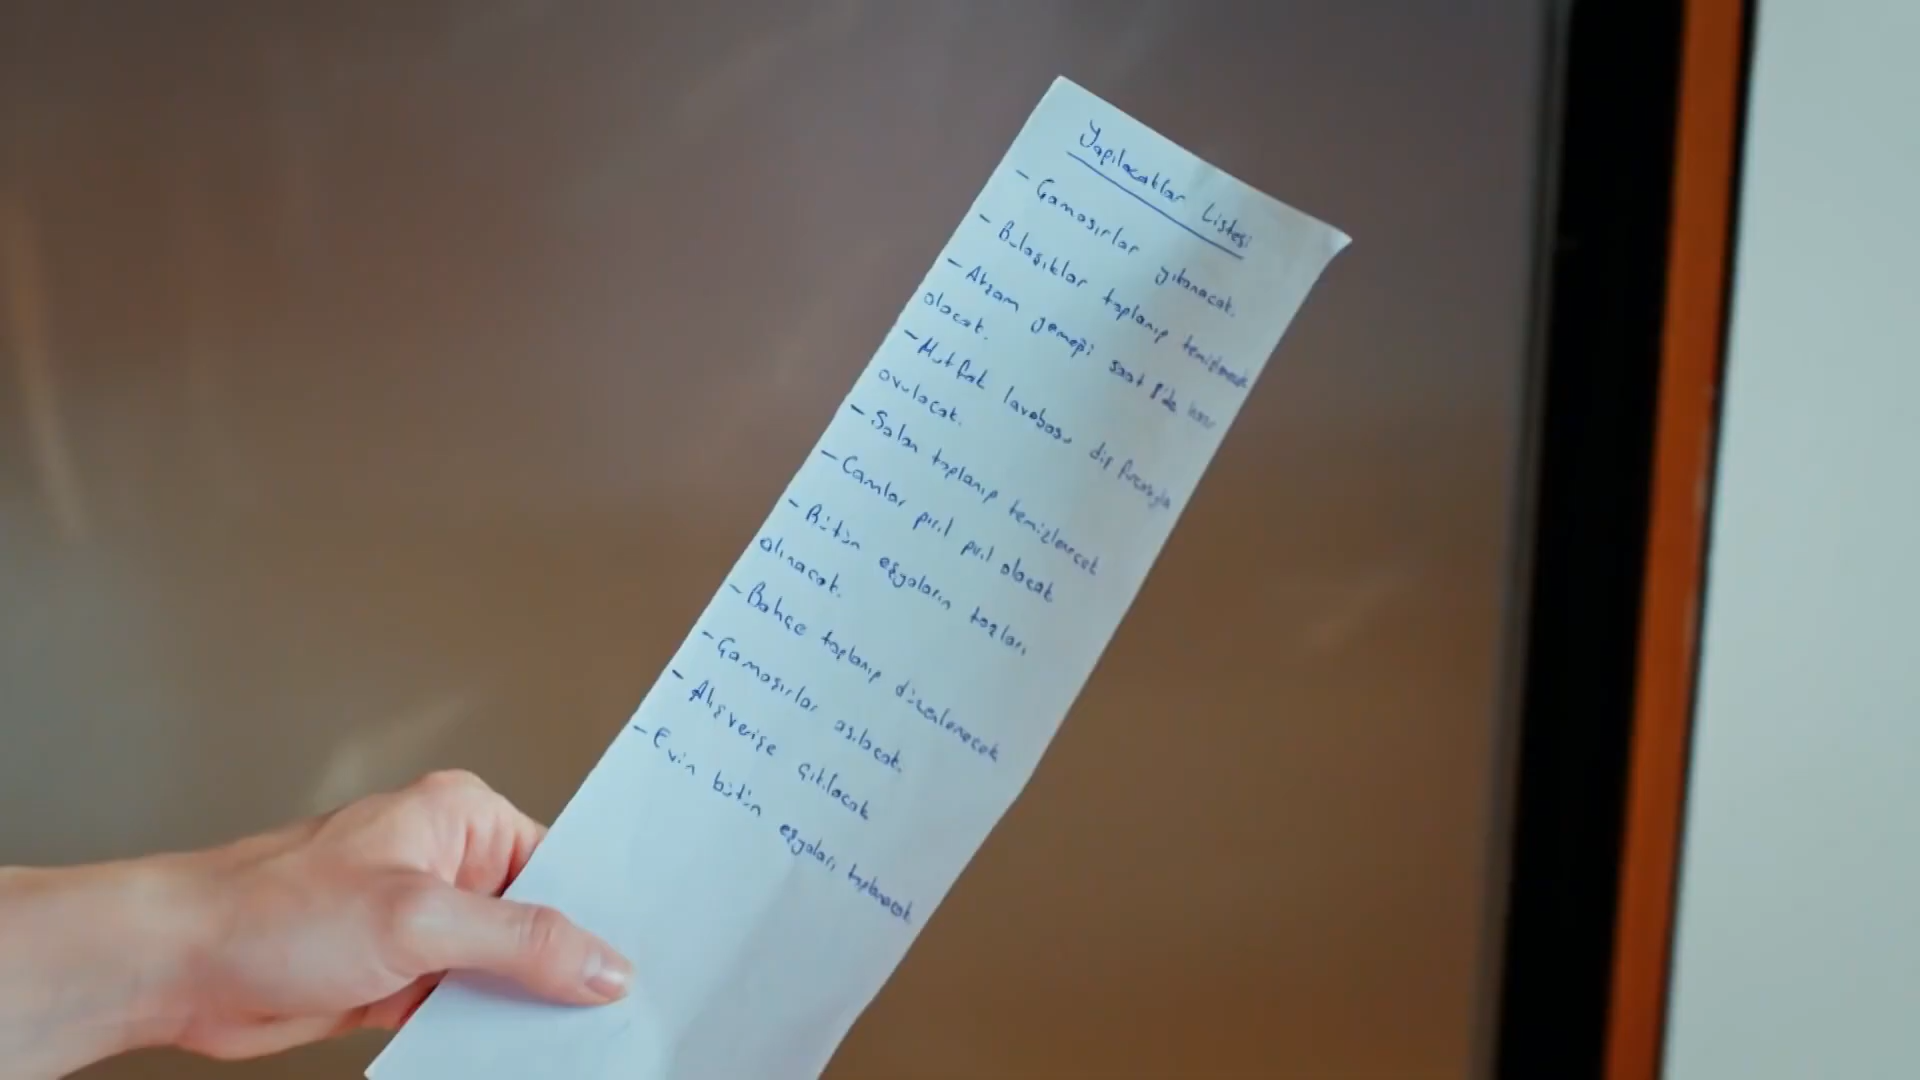 Yapılacaklar Listesi
- Çamaşırlar yıkanacak.
- Bulaşıklar toplanıp temizlenecek
- Akşam yemeği saat 8'de hazır
olacak.
- Mutfak lavabosu diş fırçasıyla
ovulacak.
- Salon toplanıp temizlenecek
- Camlar pırıl pırıl olacak
- Bütün eşyaların tozları
alınacak.
- Bahçe toplanıp düzenlenecek
- Çamaşırlar asılacak.
- Alışverişe çıkılacak
- Evin bütün eşyaları toplanacak.